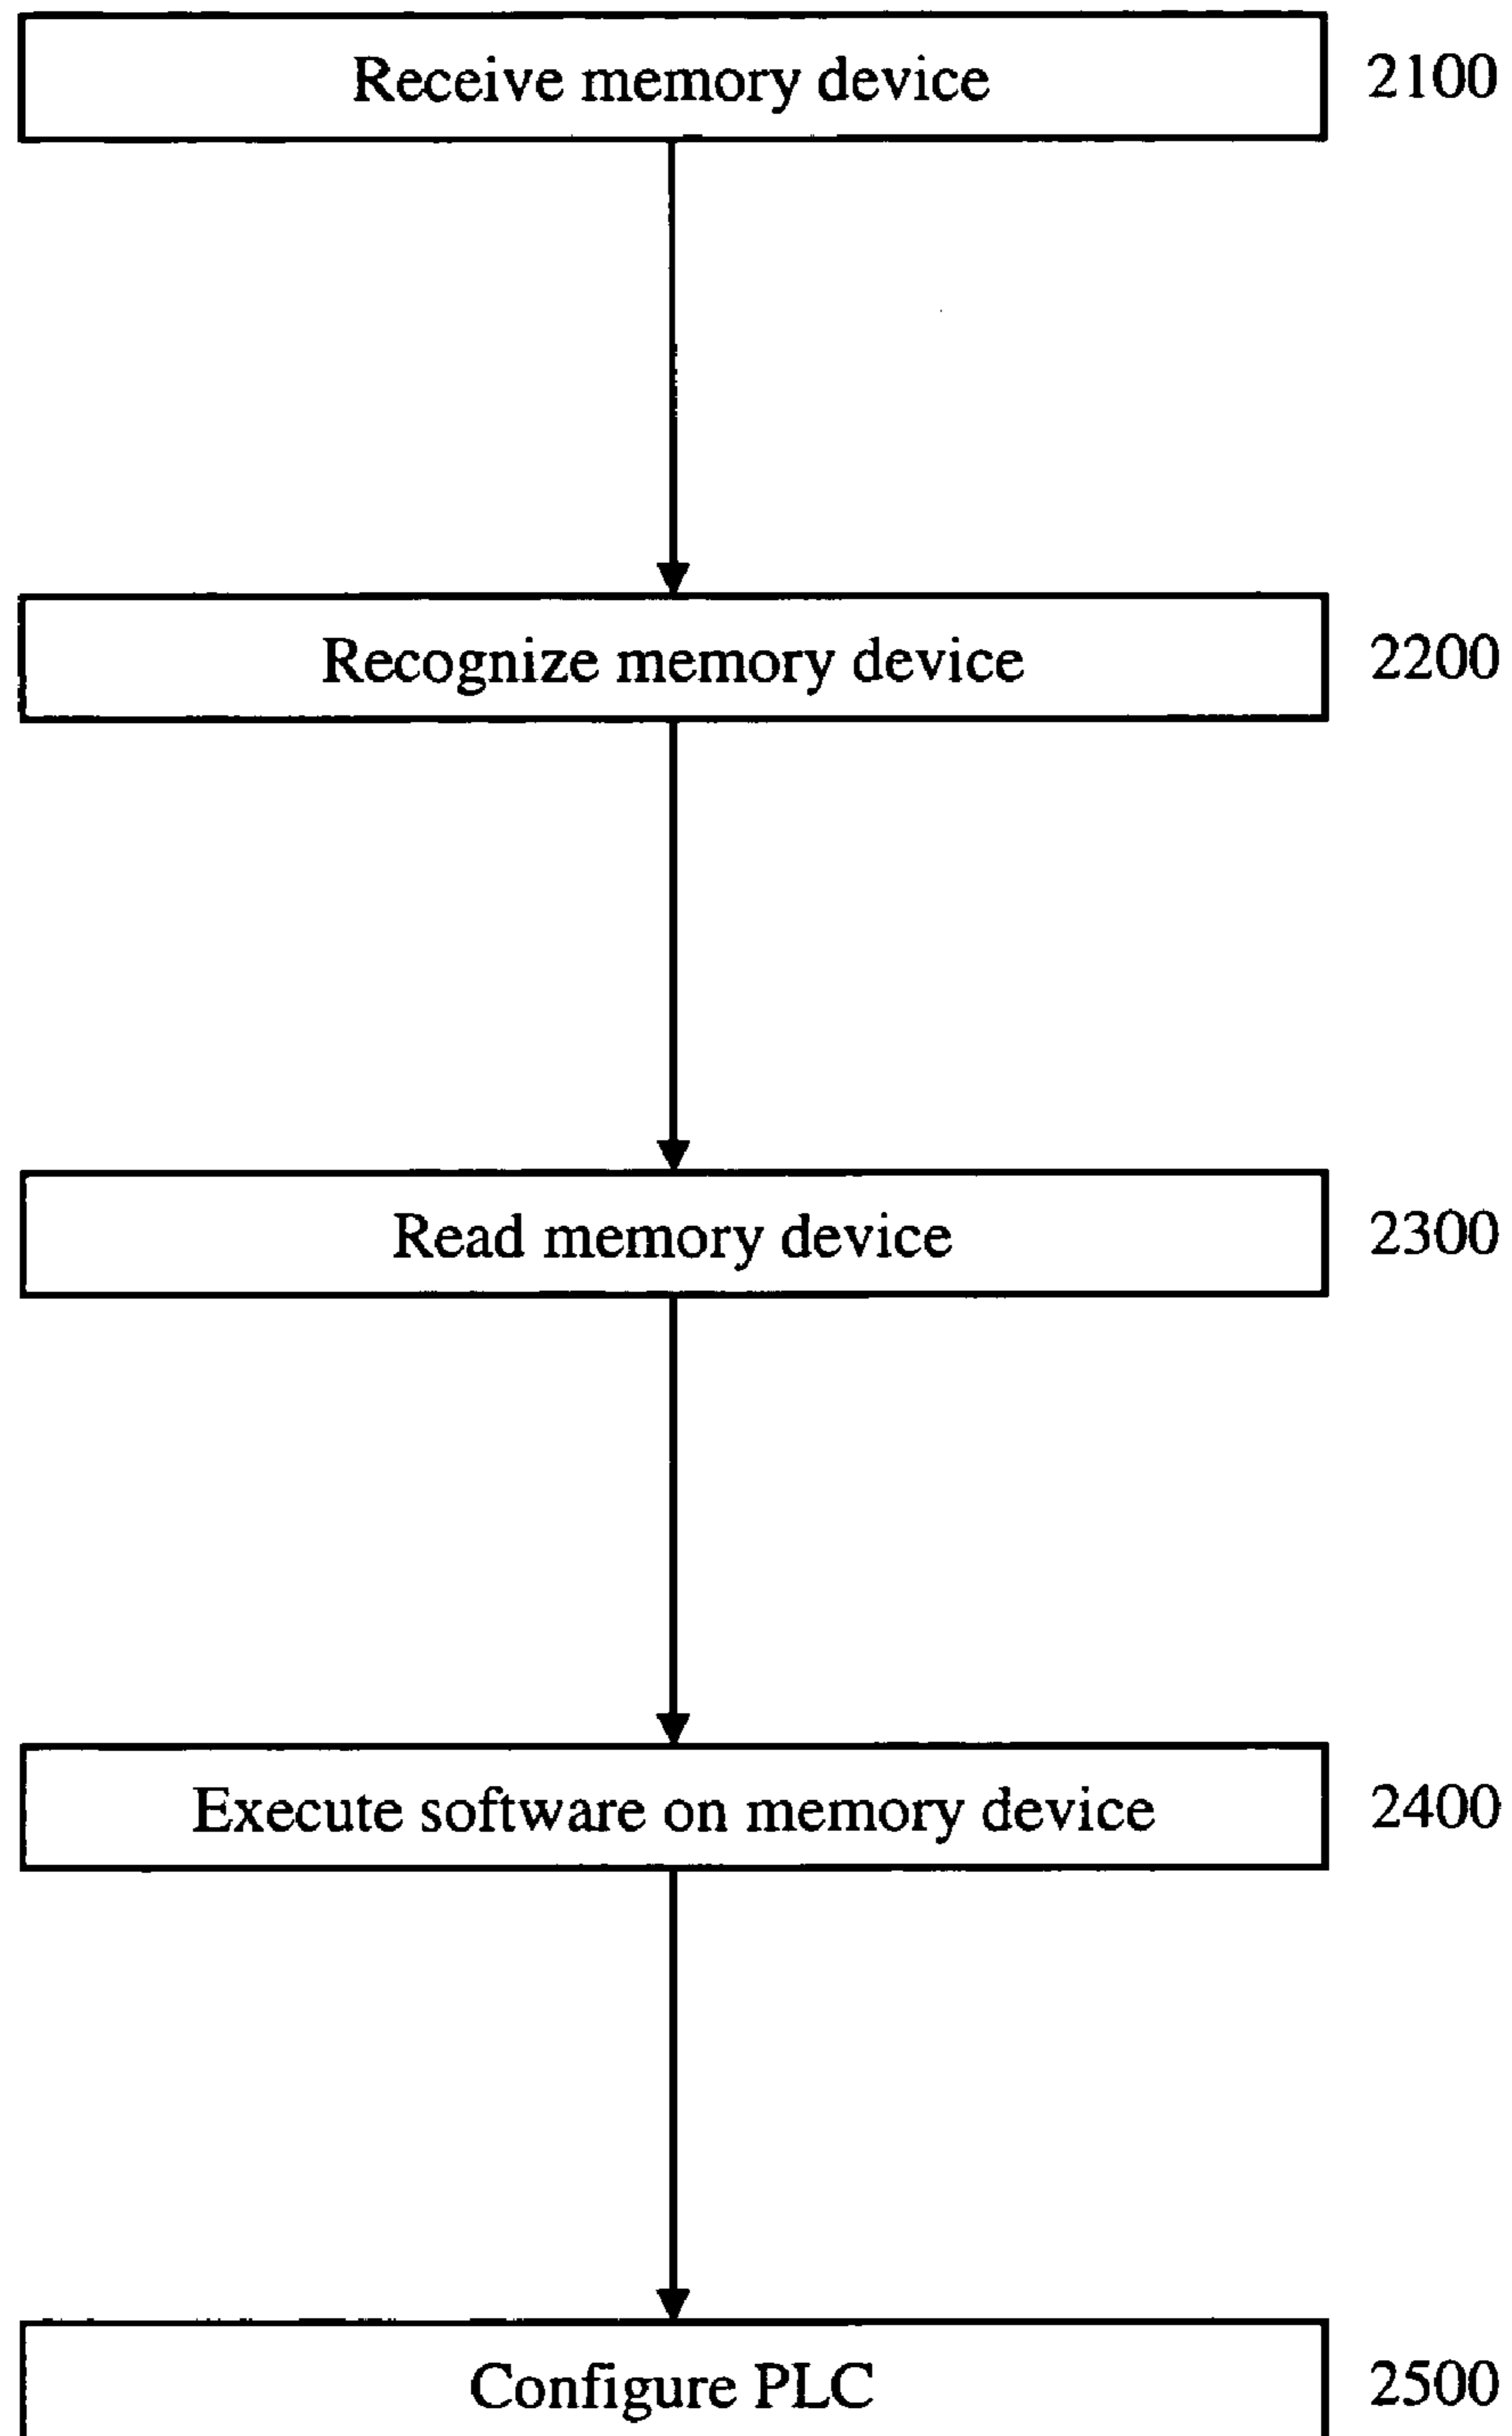 Receive memory device 2100
Recognize memory device 2200
Read memory device 2300
Execute software on memory device 2400
Configure PLC 2500